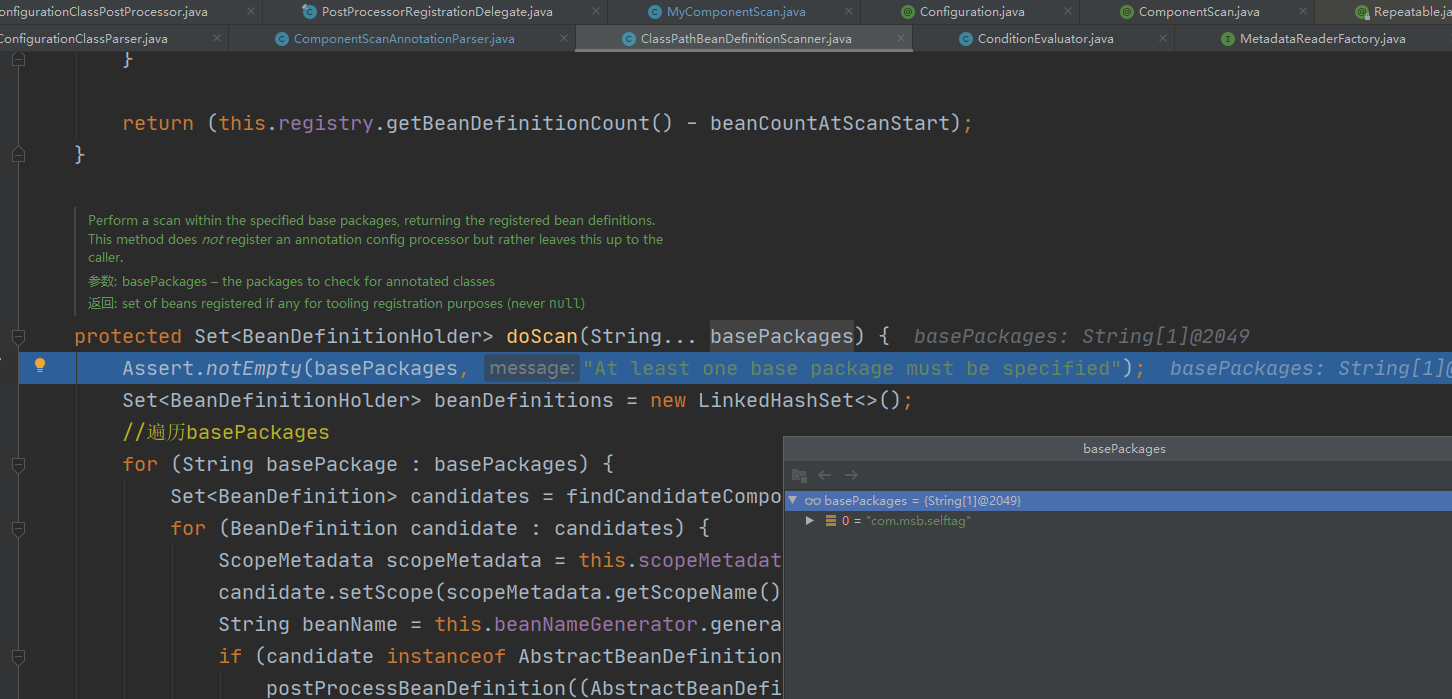 onfigurationClassPostProcessor.java PostProcessorRegistrationDelegate.java MyComponentScan.java Configuration.java ComponentScan.java Repeatable.ja
ConfigurationClassParser.java ComponentScanAnnotationParser.java ClassPathBeanDefinitionScanner.java ConditionEvaluator.java MetadataReaderFactory.java
}
return (this.registry.getBeanDefinitionCount() - beanCountAtScanStart);
}
Perform a scan within the specified base packages, returning the registered bean definitions.
This method does not register an annotation config processor but rather leaves this up to the
caller.
参数: basePackages – the packages to check for annotated classes
返回: set of beans registered if any for tooling registration purposes (never null)
protected Set<BeanDefinitionHolder> doScan(String... basePackages) { basePackages: String[1]@2049
Assert.notEmpty(basePackages, message: "At least one base package must be specified"); basePackages: String[1]@
Set<BeanDefinitionHolder> beanDefinitions = new LinkedHashSet<>();
//遍历basePackages
for (String basePackage : basePackages) {
Set<BeanDefinition> candidates = findCandidateCompo
for (BeanDefinition candidate : candidates) {
ScopeMetadata scopeMetadata = this.scopeMetadat
candidate.setScope(scopeMetadata.getScopeName()
String beanName = this.beanNameGenerator.genera
if (candidate instanceof AbstractBeanDefinition
postProcessBeanDefinition((AbstractBeanDefi
basePackages
basePackages = {String[1]@2049}
0 = "com.msb.selftag"